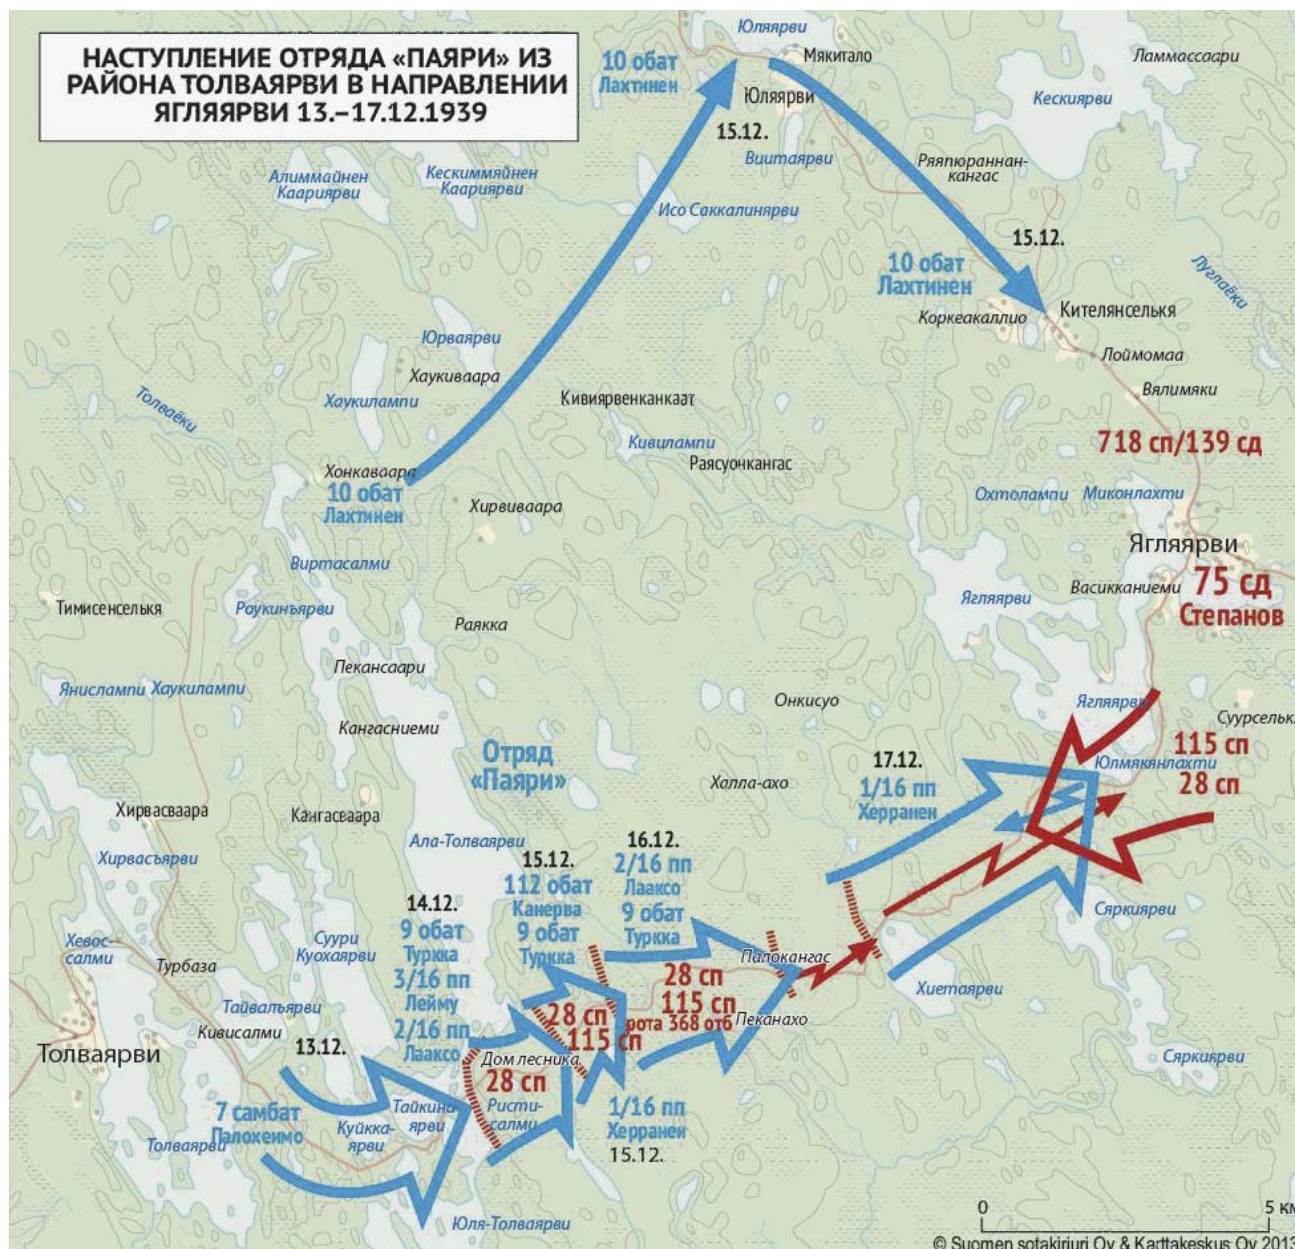 НАСТУПЛЕНИЕ ОТРЯДА «ПАЯРИ» ИЗ
РАЙОНА ТОЛВАЯРВИ В НАПРАВЛЕНИИ
ЯГЛЯЯРВИ 13.–17.12.1939
Юляярви
Мякитало
Ламмассаари
10 обат
Лахтинен
Юляярви
Кескиярви
15.12.
Виитаярви
Ряяпюраннан-
кангас
Алиммайнен
Каариярви
Кескиммяйнен
Каариярви
Исо Саккалинярви
15.12.
10 обат
Лахтинен
Луглаёки
Коркеакаллио
Кителянселькя
Юрваярви
Хаукиваара
Лоймомаа
Вялимяки
Толваёки
Хаукилампи
Кивиярвенканкаат
Кивилампи
718 сп/139 сд
Хонкаваара
10 обат
Лахтинен
Раясуочкангас
Хирвиваара
Охтолампи
Миконлахти
Ягляярви
Виртасалми
Васикканиеми
75 сд
Степанов
Тимисенселькя
Роукинъярви
Ягляярви
Раякка
Пекансаари
Янислампи
Хаукилампи
Онкисуо
Ягляярви
Кангасниеми
Суурселькя
Отряд
«Паяри»
115 сп
28 сп
17.12.
1/16 пп
Херранен
Юлмякянлахти
Халла-ахо
Хирвасваара
Кангасваара
Хирвасъярви
Ала-Толваярви
16.12.
2/16 пп
Лааксо
9 обат
Туркка
15.12.
112 обат
Канерва
9 обат
Туркка
14.12.
9 обат
Туркка
3/16 пп
Лейму
2/16 пп
Лааксо
Сяркиярви
Хевос-
салми
Турбаза
Суури
Куохаярви
Палокангас
28 сп
115 сп
рота 368 отб
Пеканахо
Хиетаярви
Тайвалъярви
Кивисалми
28 сп
115 сп
13.12.
Толваярви
Дом лесника
28 сп
Сяркиярви
7 самбат
Палохеимо
Тайкина-
ярви
Ристи-
салми
Куйкка-
ярви
1/16 пп
Херранен
15.12.
Толваярви
Юля-Толваярви
0
5 км
© Suomen sotakirjuri Oy & Karttakeskus Oy 2013